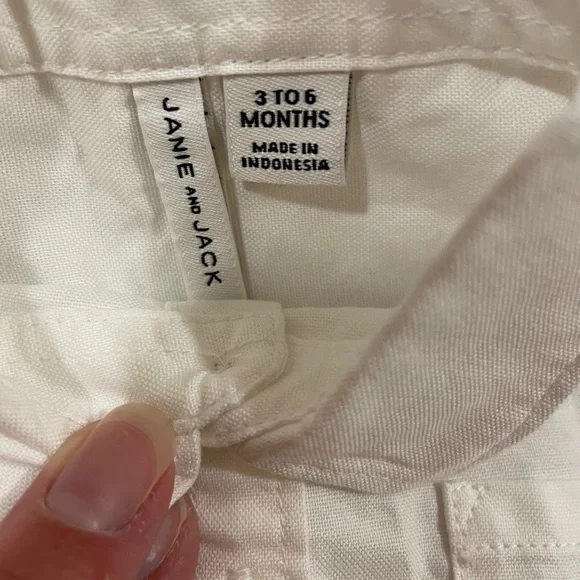 JANIE AND JACK
3 TO 6
MONTHS
MADE IN
INDONESIA